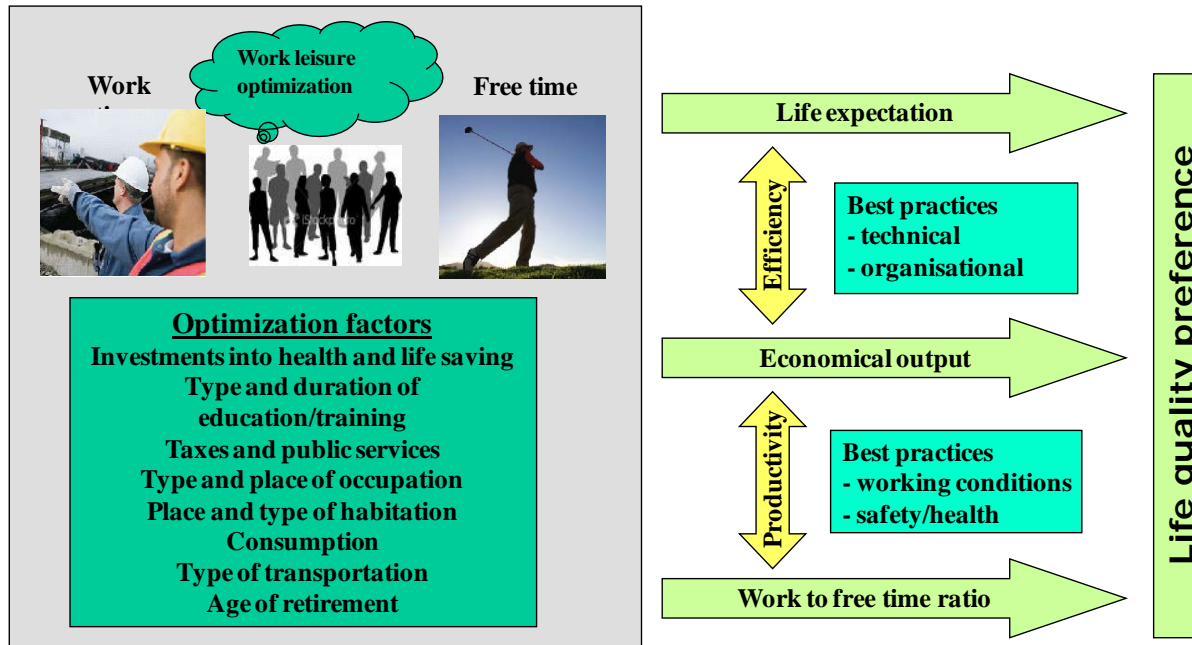 Work leisure
optimization
Work
Free time
iStockphoto
Optimization factors
Investments into health and life saving
Type and duration of
education/training
Taxes and public services
Type and place of occupation
Place and type of habitation
Consumption
Type of transportation
Age of retirement
Life expectation
Efficiency
Best practices
- technical
- organisational
Economical output
Productivity
Best practices
- working conditions
- safety/health
Work to free time ratio
Life quality preference